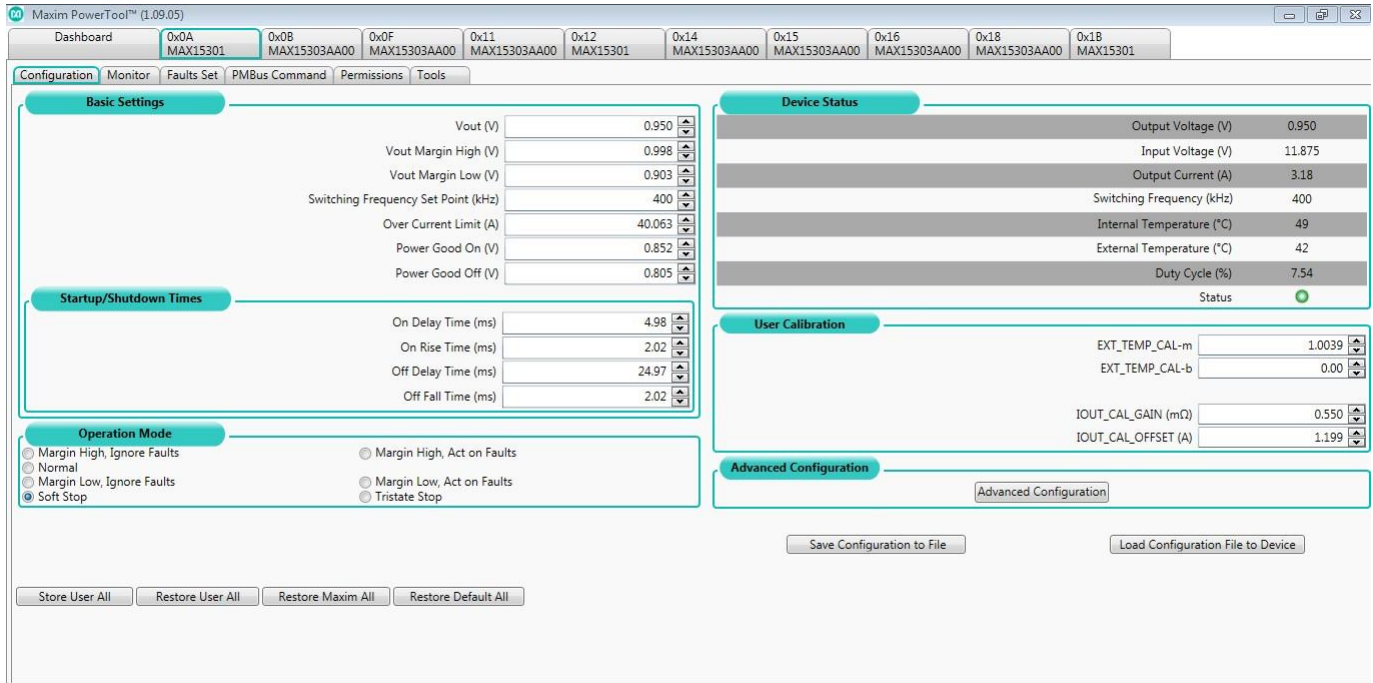 Maxim PowerTool™ (1.09.05)
Dashboard
0x0A
MAX15301
0x0B
MAX15303AA00
0x0F
MAX15303AA00
0x11
MAX15303AA00
0x12
MAX15301
0x14
MAX15303AA00
0x15
MAX15303AA00
0x16
MAX15303AA00
0x18
MAX15303AA00
0x1B
MAX15301
Configuration Monitor Faults Set PMBus Command Permissions Tools
Basic Settings
Vout (V) 0.950
Vout Margin High (V) 0.998
Vout Margin Low (V) 0.903
Switching Frequency Set Point (kHz) 400
Over Current Limit (A) 40.063
Power Good On (V) 0.852
Power Good Off (V) 0.805
Startup/Shutdown Times
On Delay Time (ms) 4.98
On Rise Time (ms) 2.02
Off Delay Time (ms) 24.97
Off Fall Time (ms) 2.02
Operation Mode
Margin High, Ignore Faults Margin High, Act on Faults
Normal
Margin Low, Ignore Faults Margin Low, Act on Faults
Soft Stop Tristate Stop
Device Status
Output Voltage (V) 0.950
Input Voltage (V) 11.875
Output Current (A) 3.18
Switching Frequency (kHz) 400
Internal Temperature (°C) 49
External Temperature (°C) 42
Duty Cycle (%) 7.54
Status
User Calibration
EXT_TEMP_CAL-m 1.0039
EXT_TEMP_CAL-b 0.00
IOUT_CAL_GAIN (mΩ) 0.550
IOUT_CAL_OFFSET (A) 1.199
Advanced Configuration
Advanced Configuration
Save Configuration to File Load Configuration File to Device
Store User All Restore User All Restore Maxim All Restore Default All